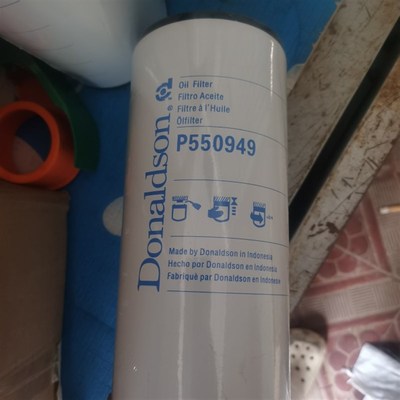 Donaldson
Oil Filter
Filtro Aceite
Filtre à l'Huile
Ölfilter
P550949
Made by Donaldson in Indonesia
Hecho por Donaldson en Indonesia
Fabriqué par Donaldson en Indonesie